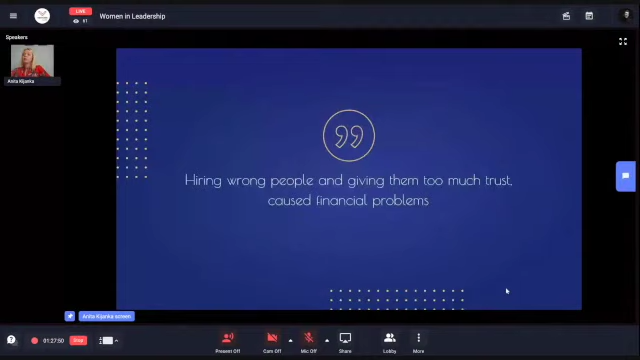 LIVE
61
Women in Leadership
Speakers
Anita Kijanka
Hiring wrong people and giving them too much trust,
caused financial problems
Anita Kijanka screen
01:27:50
Stop
Present Off
Cam Off
Mic Off
Share
Lobby
More